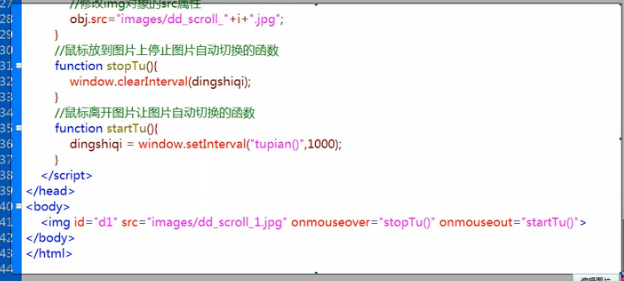 27 //修改img对象的src属性
28 obj.src="images/dd_scroll_"+i+".jpg";
29 }
30 //鼠标放到图片上停止图片自动切换的函数
31 function stopTu(){
32 window.clearInterval(dingshiqi);
33 }
34 //鼠标离开图片让图片自动切换的函数
35 function startTu(){
36 dingshiqi = window.setInterval("tupian()",1000);
37 }
38 </script>
39 </head>
40 <body>
41 <img id="d1" src="images/dd_scroll_1.jpg" onmouseover="stopTu()" onmouseout="startTu()">
42 </body>
43 </html>
44